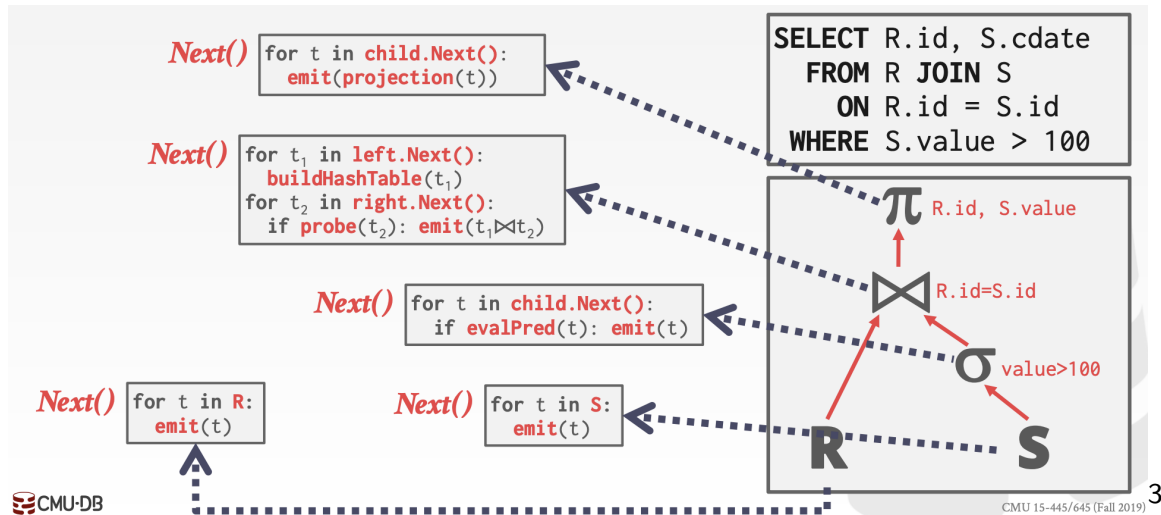 Next()
for t in child.Next():
emit(projection(t))
Next()
for t₁ in left.Next():
buildHashTable(t₁)
for t₂ in right.Next():
if probe(t₂): emit(t₁⋈t₂)
Next()
for t in child.Next():
if evalPred(t): emit(t)
Next()
for t in R:
emit(t)
Next()
for t in S:
emit(t)
SELECT R.id, S.cdate
FROM R JOIN S
ON R.id = S.id
WHERE S.value > 100
π R.id, S.value
⋈ R.id=S.id
σ value>100
R S
CMU·DB
CMU 15-445/645 (Fall 2019)
3